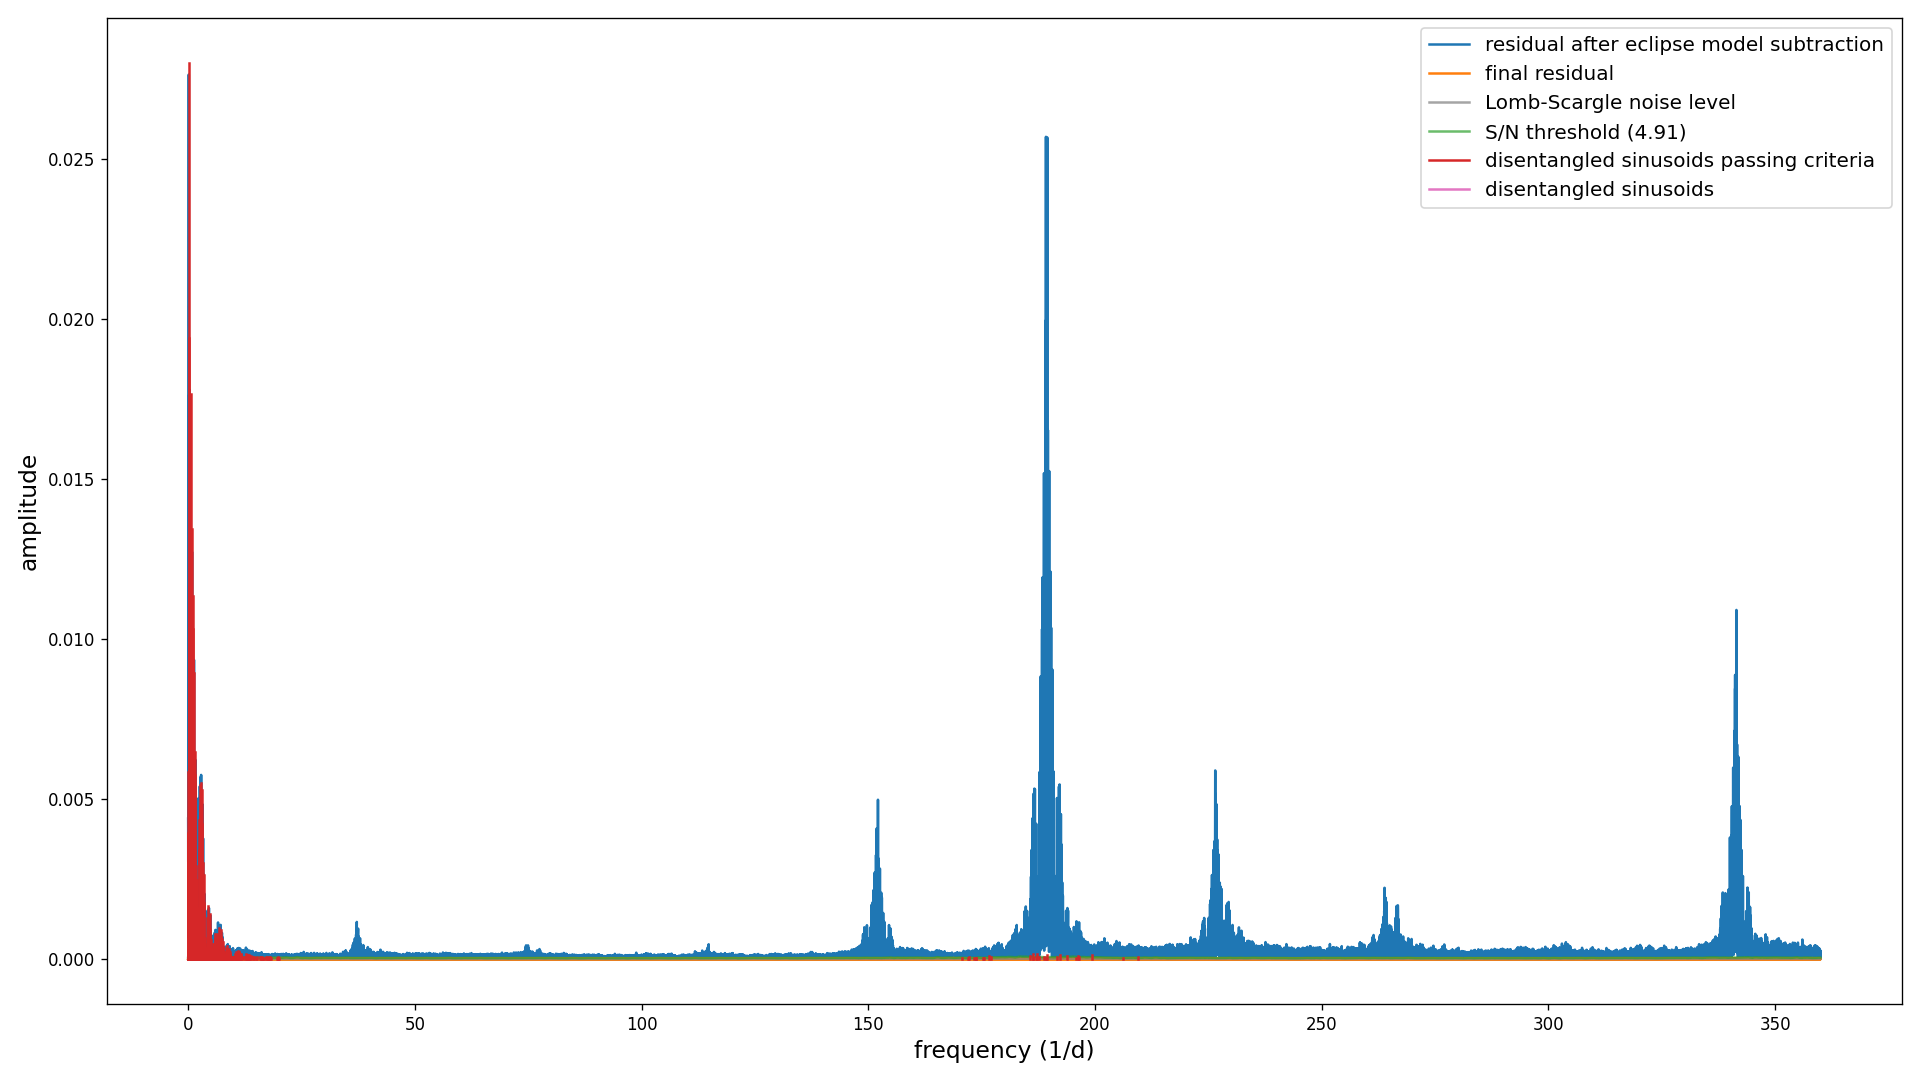 residual after eclipse model subtraction
final residual
Lomb-Scargle noise level
S/N threshold (4.91)
disentangled sinusoids passing criteria
disentangled sinusoids
0.025
0.020
0.015
0.010
0.005
0.000
amplitude
0 50 100 150 200 250 300 350
frequency (1/d)